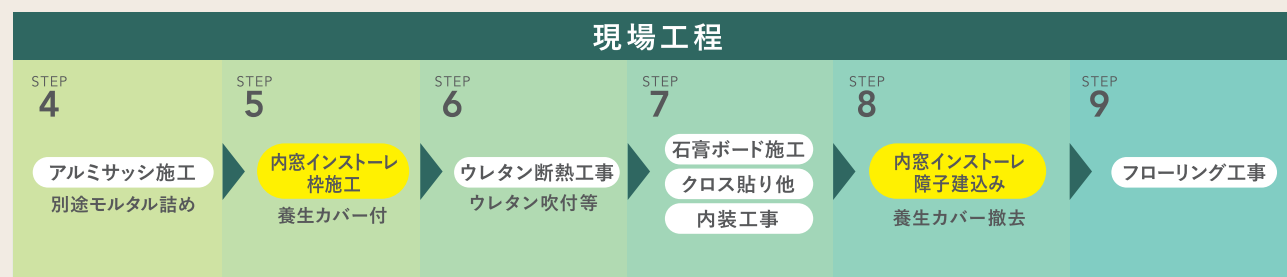 現場工程
STEP
4
アルミサッシ施工
別途モルタル詰め
STEP
5
内窓インストーレ
枠施工
養生カバー付
STEP
6
ウレタン断熱工事
ウレタン吹付等
STEP
7
石膏ボード施工
クロス貼り他
内装工事
STEP
8
内窓インストーレ
障子建込み
養生カバー撤去
STEP
9
フローリング工事